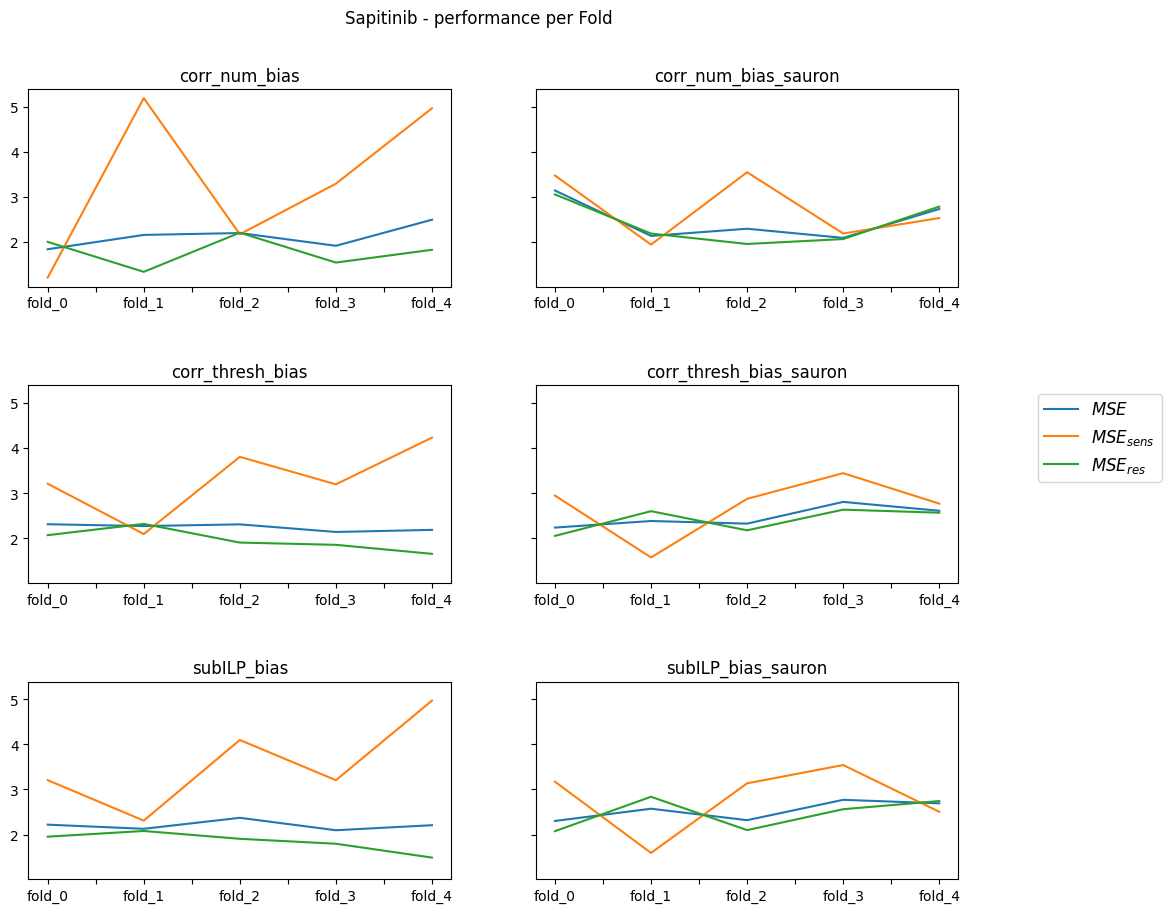 Sapitinib - performance per Fold
corr_num_bias
corr_num_bias_sauron
5
4
3
2
fold_0 fold_1 fold_2 fold_3 fold_4
fold_0 fold_1 fold_2 fold_3 fold_4
corr_thresh_bias
corr_thresh_bias_sauron
5
4
3
2
fold_0 fold_1 fold_2 fold_3 fold_4
fold_0 fold_1 fold_2 fold_3 fold_4
MSE
MSE_sens
MSE_res
subILP_bias
subILP_bias_sauron
5
4
3
2
fold_0 fold_1 fold_2 fold_3 fold_4
fold_0 fold_1 fold_2 fold_3 fold_4